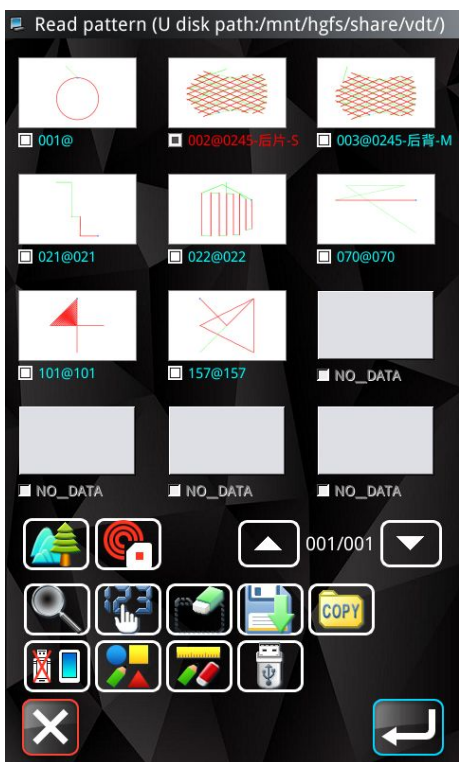 Read pattern (U disk path:/mnt/hgfs/share/vdt/)
001@
002@0245-后片-S
003@0245-后背-M
021@021
022@022
070@070
101@101
157@157
NO_DATA
NO_DATA
NO_DATA
NO_DATA
001/001
123
COPY